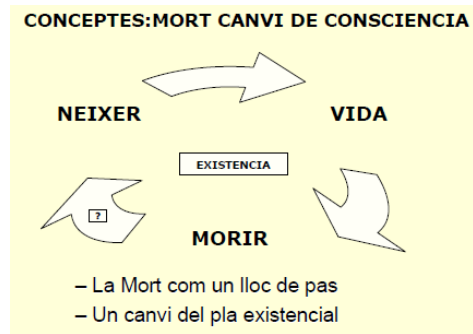 CONCEPTES:MORT CANVI DE CONSCIENCIA
NEIXER
VIDA
EXISTENCIA
?
MORIR
– La Mort com un lloc de pas
– Un canvi del pla existencial